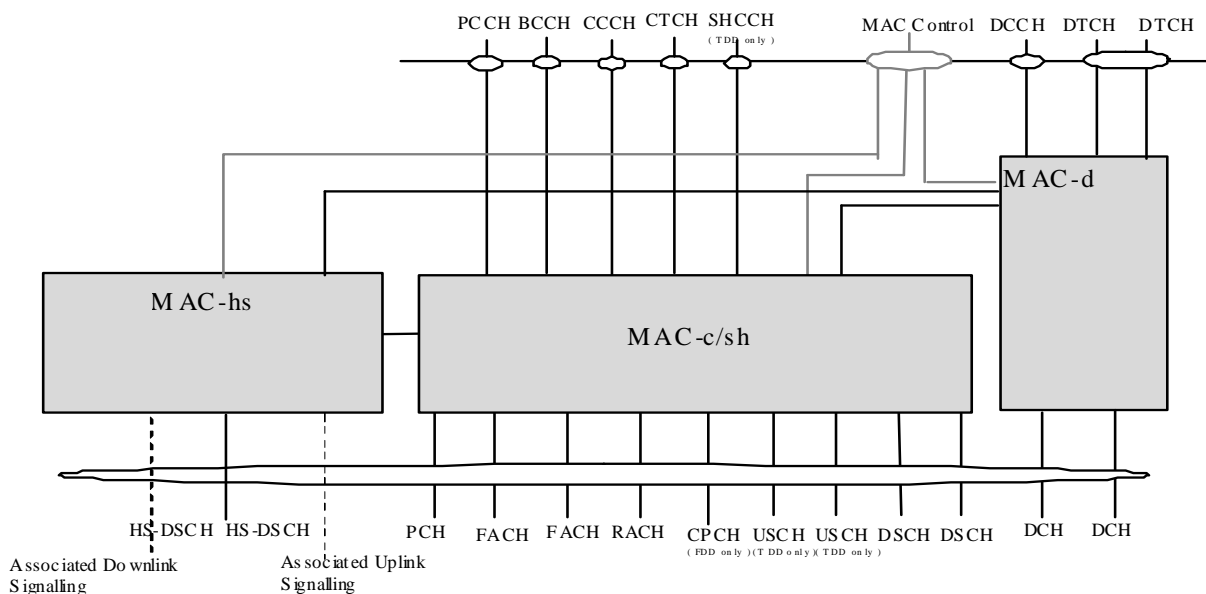 PCCH BCCH CCCH CTCH SHCCH MAC Control DCCH DTCH DTCH
( TDD only )
MAC-d
MAC-hs
MAC-c/sh
HS-DSCH HS-DSCH PCH FACH FACH RACH CPCH USCH USCH DSCH DSCH DCH DCH
( FDD only ) ( TDD only ) ( TDD only )
Associated Downlink
Signalling
Associated Uplink
Signalling